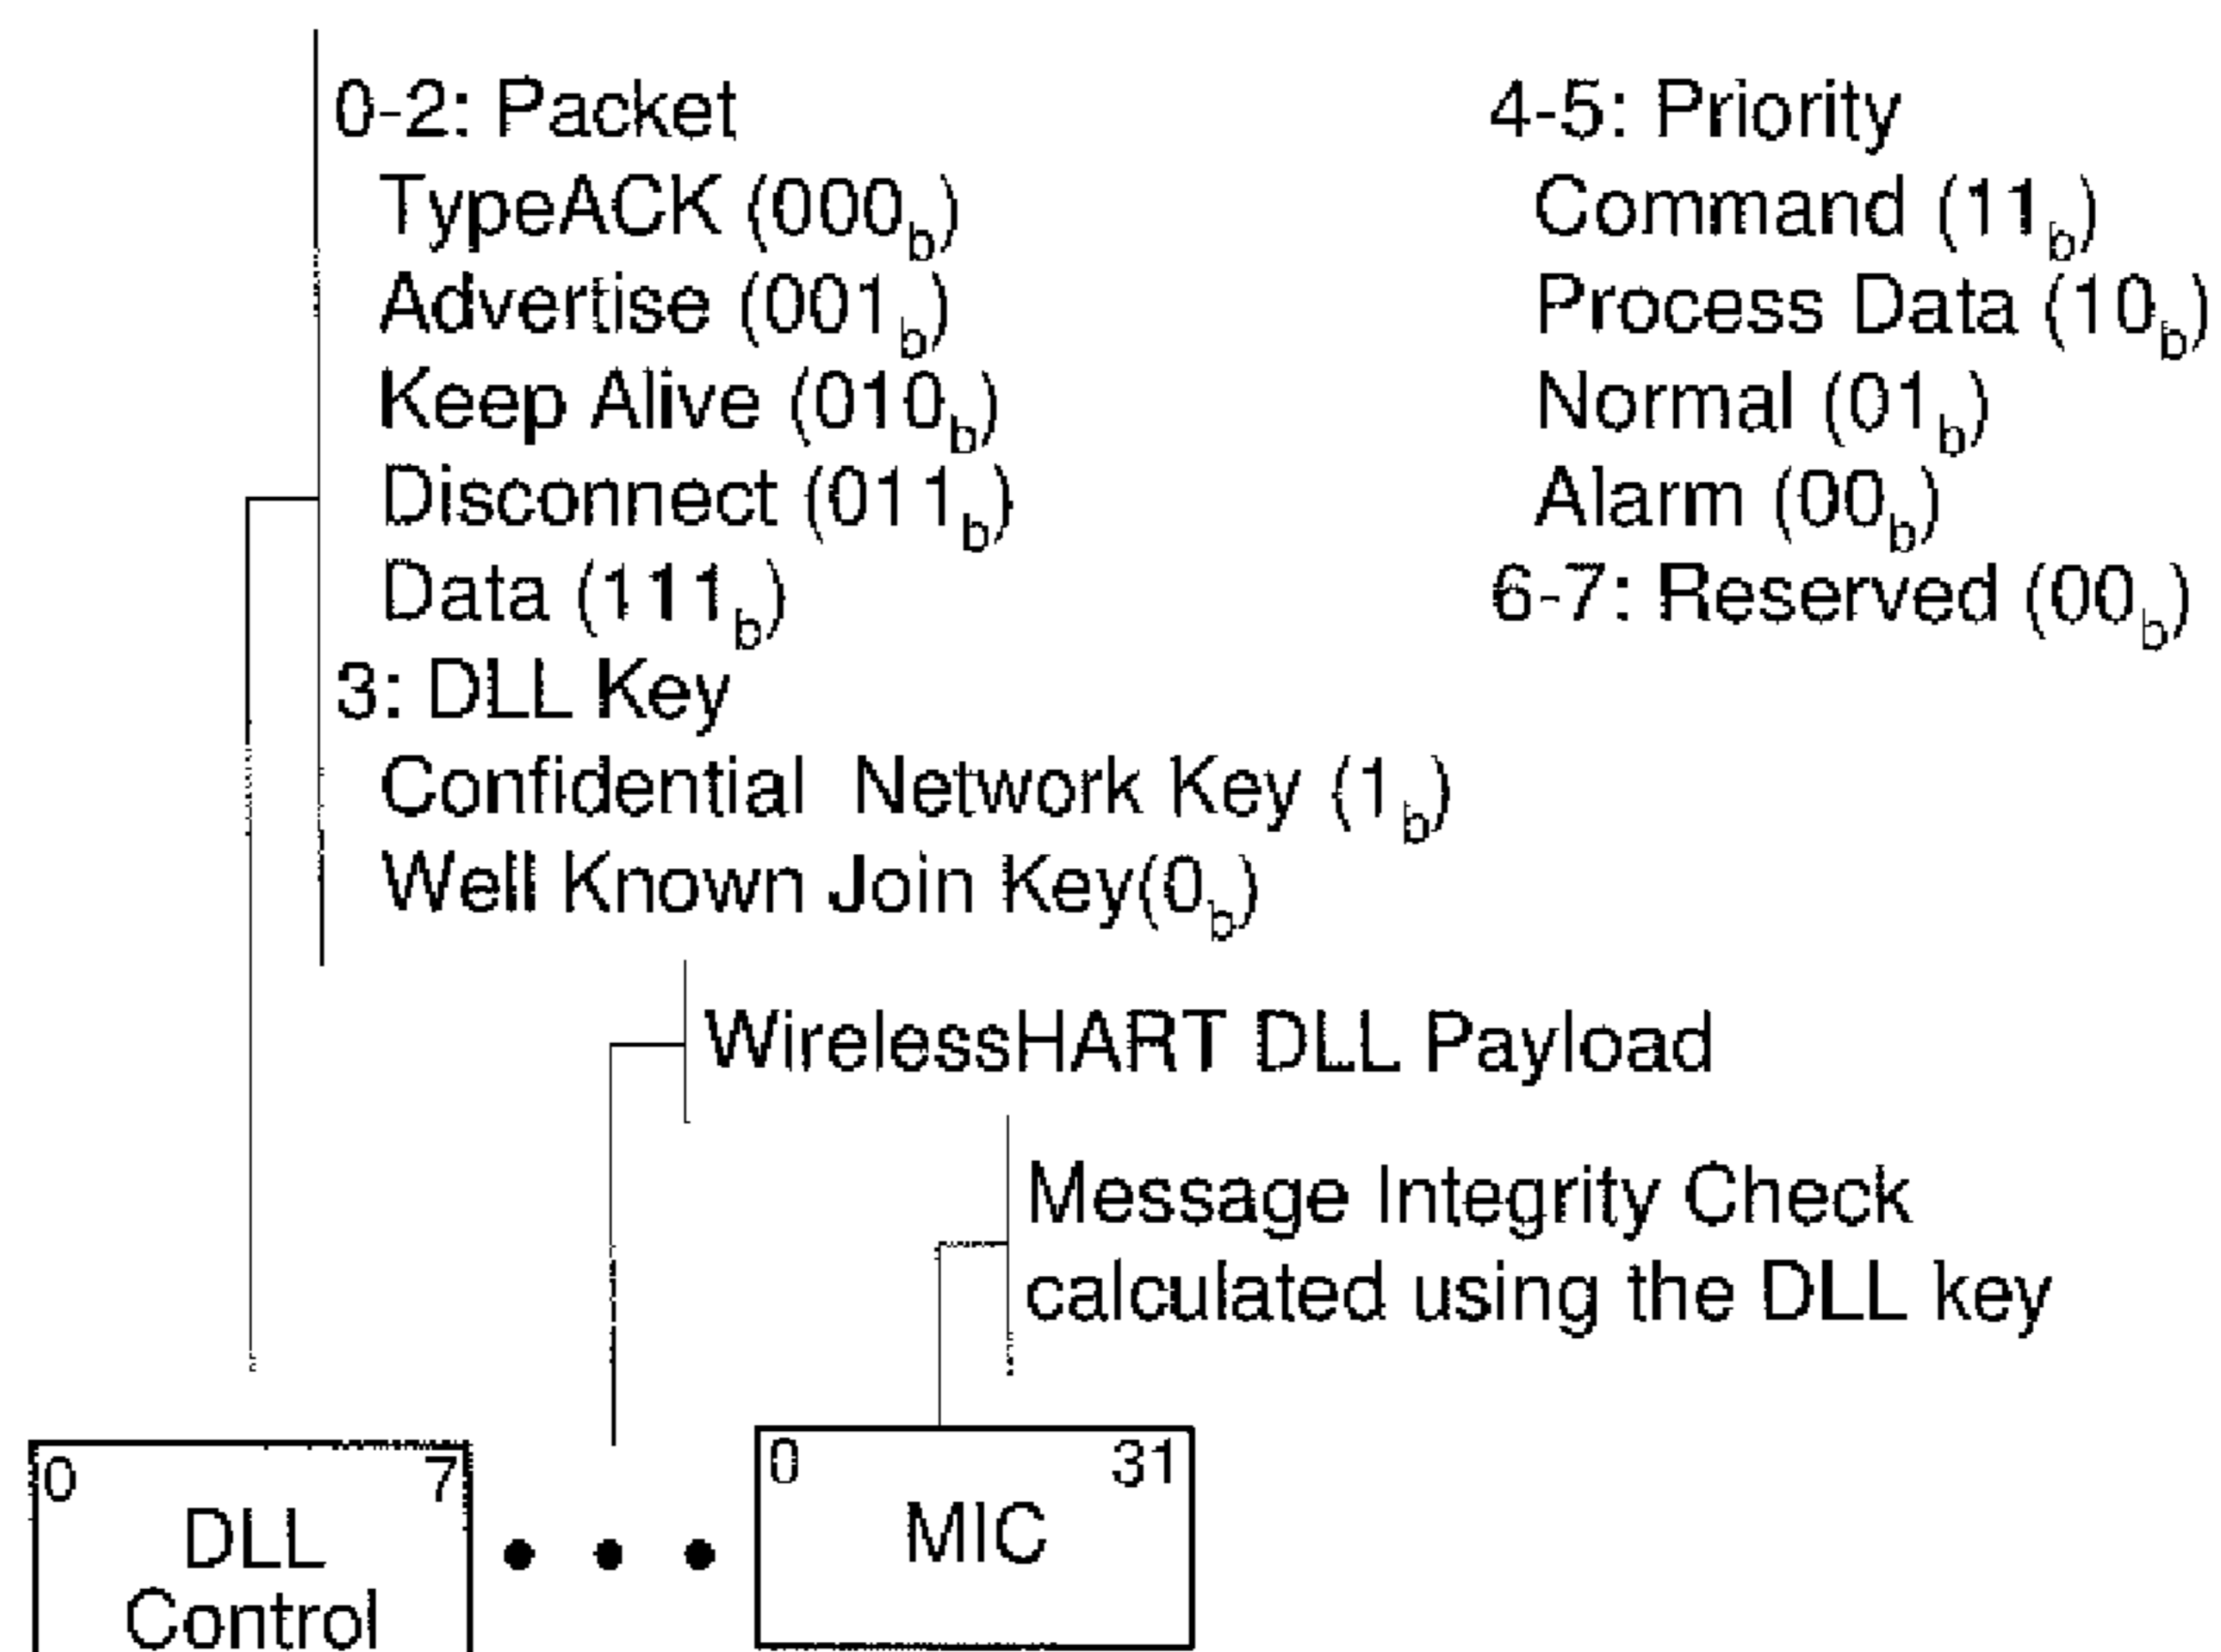 0-2: Packet
TypeACK (000b)
Advertise (001b)
Keep Alive (010b)
Disconnect (011b)
Data (111b)
3: DLL Key
Confidential Network Key (1b)
Well Known Join Key(0b)
4-5: Priority
Command (11b)
Process Data (10b)
Normal (01b)
Alarm (00b)
6-7: Reserved (00b)
WirelessHART DLL Payload
Message Integrity Check
calculated using the DLL key
0 7
DLL
Control
0 31
MIC